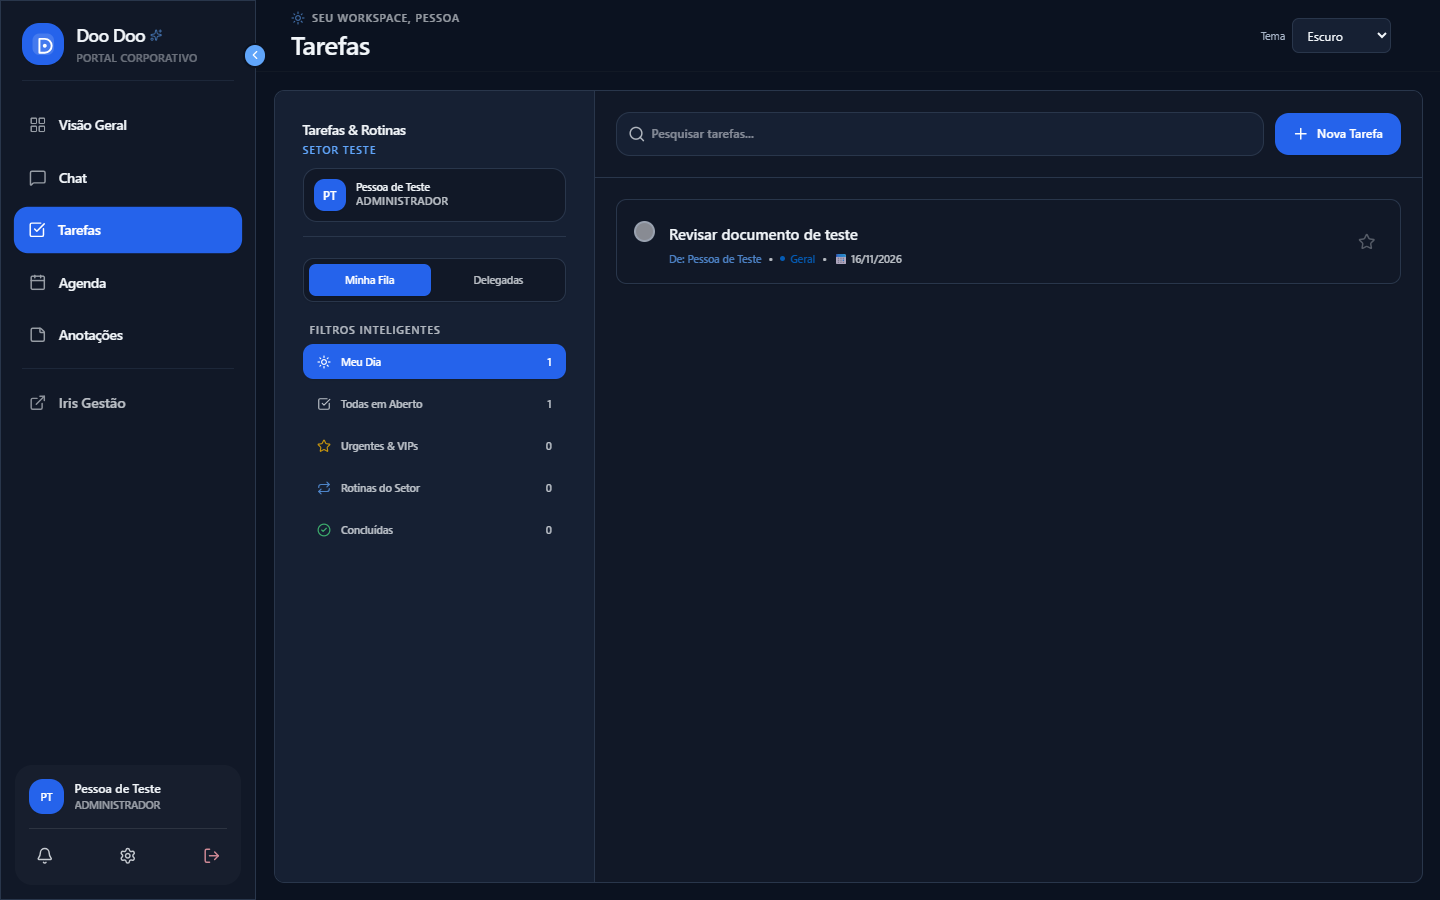 Doo Doo
PORTAL CORPORATIVO
Visão Geral
Chat
Tarefas
Agenda
Anotações
Iris Gestão
PT
Pessoa de Teste
ADMINISTRADOR
SEU WORKSPACE, PESSOA
Tarefas
Tema
Escuro
Tarefas & Rotinas
SETOR TESTE
PT
Pessoa de Teste
ADMINISTRADOR
Minha Fila
Delegadas
FILTROS INTELIGENTES
Meu Dia 1
Todas em Aberto 1
Urgentes & VIPs 0
Rotinas do Setor 0
Concluídas 0
Pesquisar tarefas...
Nova Tarefa
Revisar documento de teste
De: Pessoa de Teste • • Geral • 16/11/2026